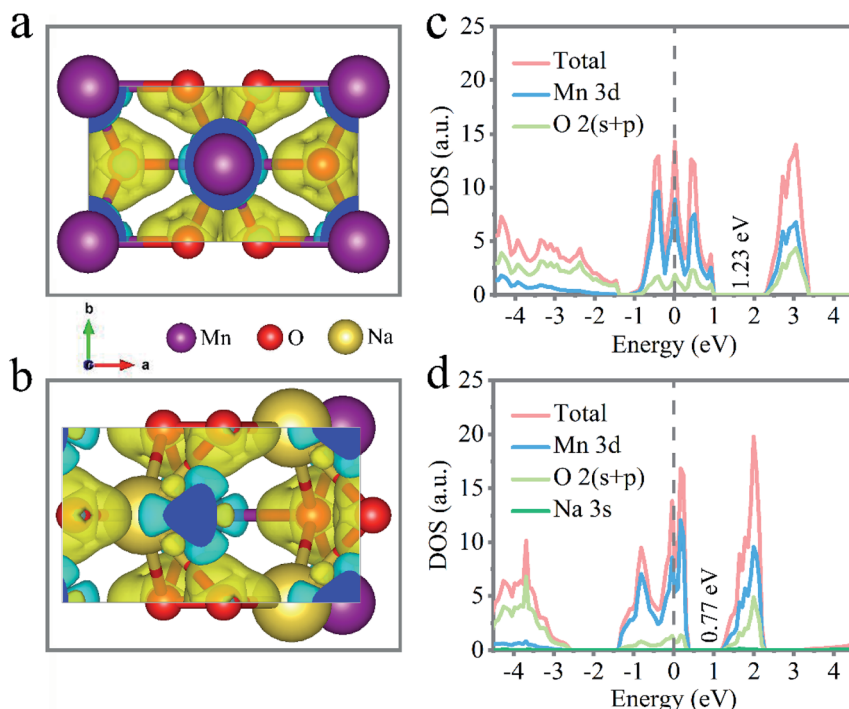 a
b
a
Mn
O
Na
b
c
DOS (a.u.)
25
20
15
10
5
0
Total
Mn 3d
O 2(s+p)
1.23 eV
-4 -3 -2 -1 0 1 2 3 4
Energy (eV)
d
DOS (a.u.)
25
20
15
10
5
0
Total
Mn 3d
O 2(s+p)
Na 3s
0.77 eV
-4 -3 -2 -1 0 1 2 3 4
Energy (eV)